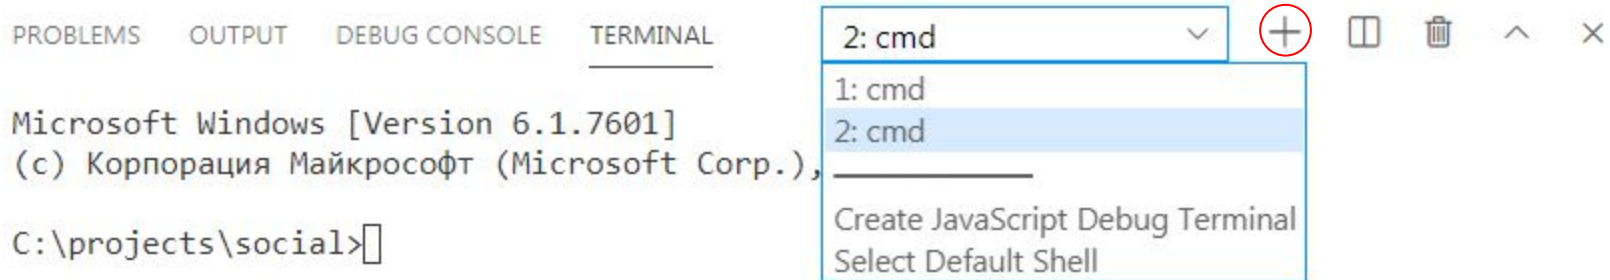 PROBLEMS OUTPUT DEBUG CONSOLE TERMINAL 2: cmd
1: cmd
2: cmd
Create JavaScript Debug Terminal
Select Default Shell
Microsoft Windows [Version 6.1.7601]
(c) Корпорация Майкрософт (Microsoft Corp.),
C:\projects\social>